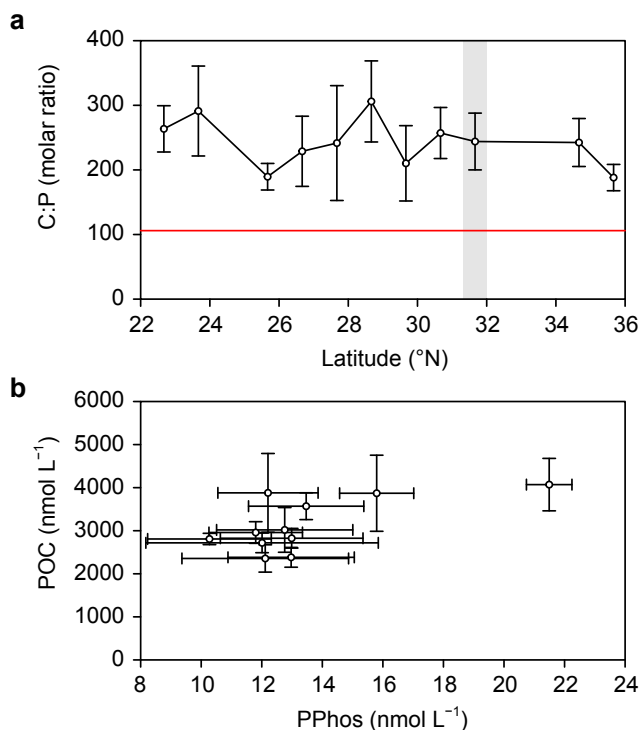 a
400
300
200
100
0
C:P (molar ratio)
22 24 26 28 30 32 34 36
Latitude (°N)
b
6000
5000
4000
3000
2000
1000
0
POC (nmol L⁻¹)
8 10 12 14 16 18 20 22 24
PPhos (nmol L⁻¹)